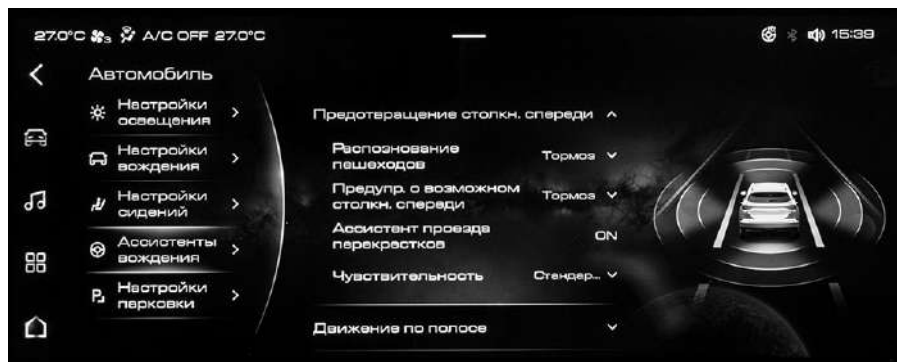 27.0°C 3 A/C OFF 27.0°C
15:39
Автомобиль
Настройки
освещения
Настройки
вождения
Настройки
сидений
Ассистенты
вождения
Настройки
парковки
Предотвращение столкн. спереди
Распознование
пешеходов
Тормоз
Предупр. о возможном
столкн. спереди
Тормоз
Ассистент проезда
перекрестков
ON
Чувствительность
Стандар...
Движение по полосе